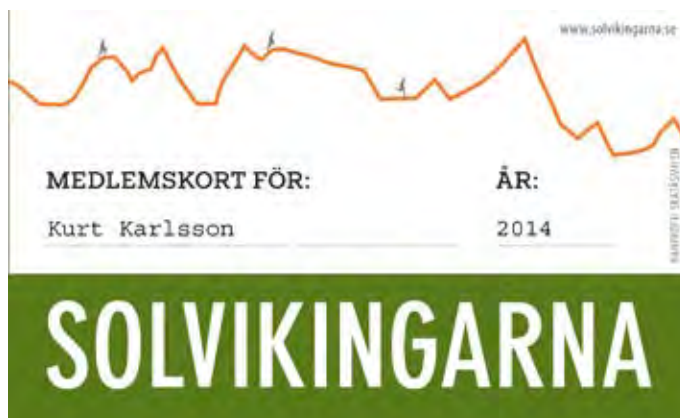 www.solvikingarna.se
MEDLEMSKORT FÖR:
ÅR:
Kurt Karlsson
2014
SOLVIKINGARNA